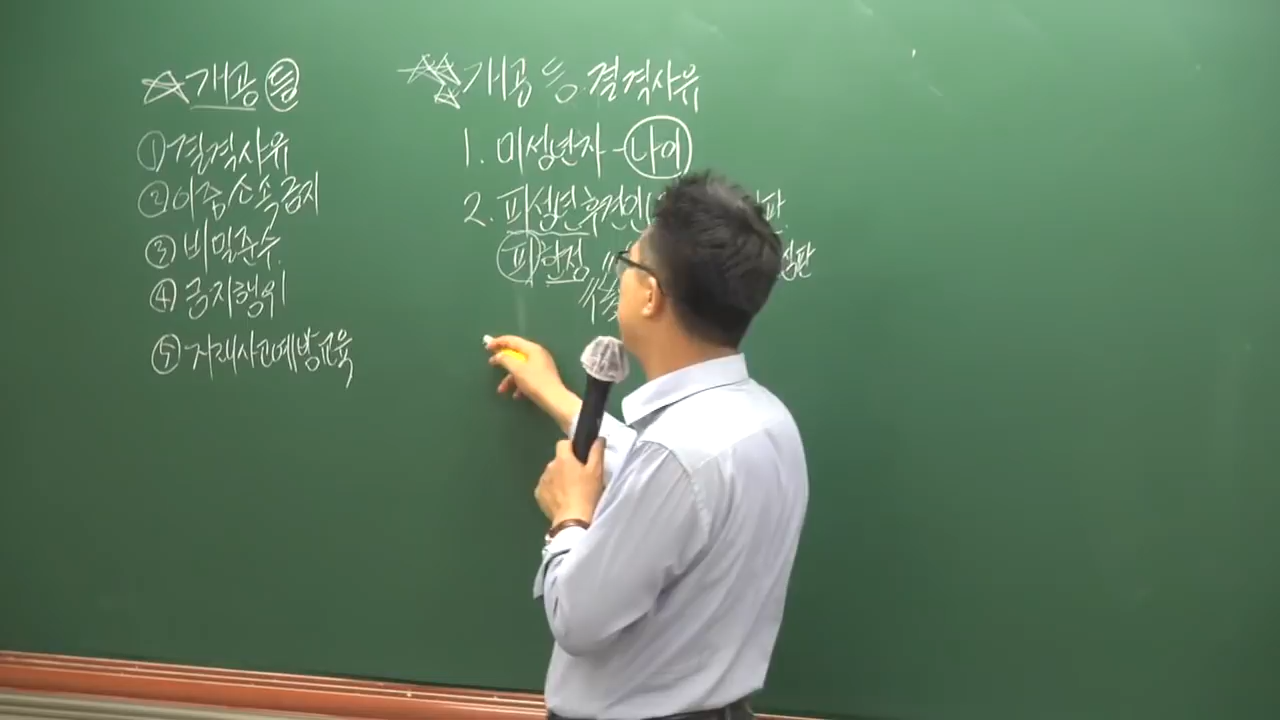 ☆ 개공 등
① 결격사유
② 이중소속금지
③ 비밀준수.
④ 금지행위
⑤ 거래사고예방교육
개공 등. 결격사유
1. 미성년자 - 나이
2. 피성년후견인 판.
피한정 〃 심판